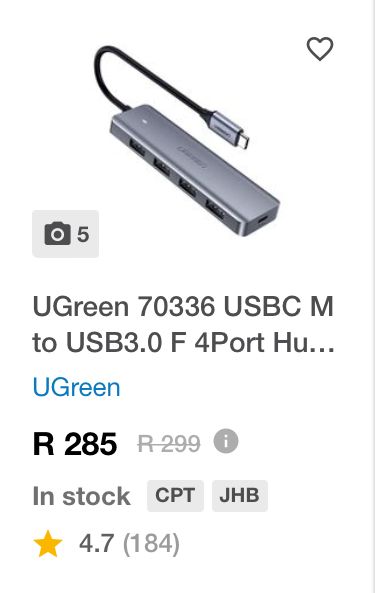 5
UGreen 70336 USBC M
to USB3.0 F 4Port Hu...
UGreen
R 285 R 299 i
In stock CPT JHB
4.7 (184)